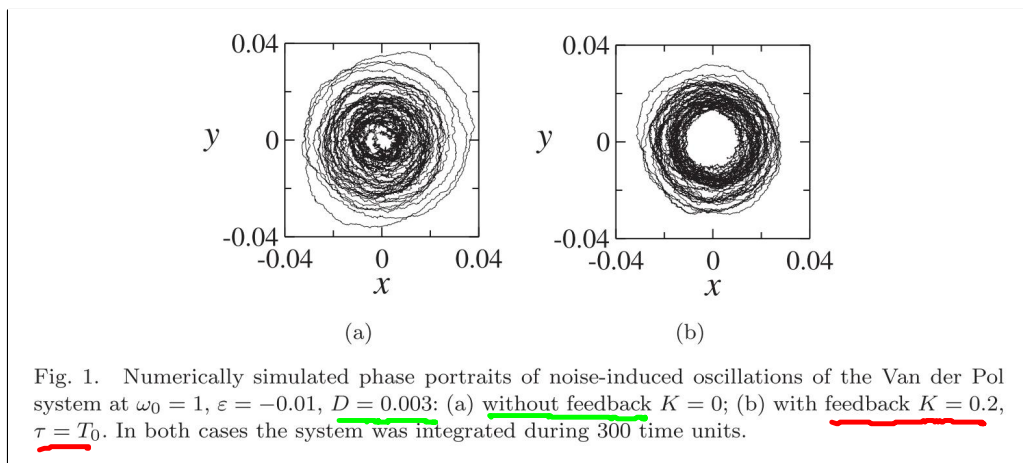 0.04
y
0
-0.04
-0.04
0
0.04
x
(a)
0.04
y
0
-0.04
-0.04
0
0.04
x
(b)
Fig. 1. Numerically simulated phase portraits of noise-induced oscillations of the Van der Pol
system at ω₀ = 1, ε = −0.01, D = 0.003: (a) without feedback K = 0; (b) with feedback K = 0.2,
τ = T₀. In both cases the system was integrated during 300 time units.